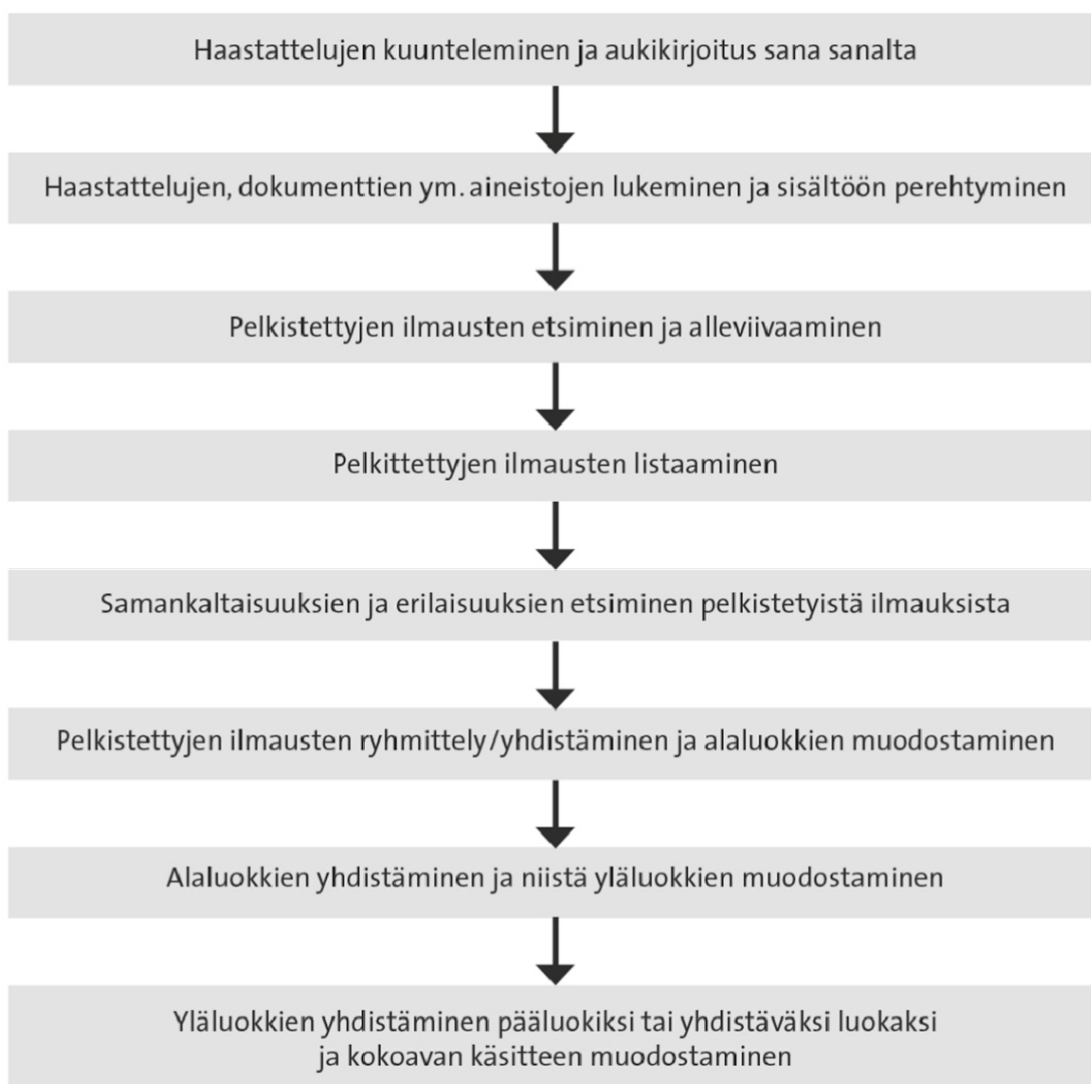 Haastattelujen kuunteleminen ja aukikirjoitus sana sanalta
Haastattelujen, dokumenttien ym. aineistojen lukeminen ja sisältöön perehtyminen
Pelkistettyjen ilmausten etsiminen ja alleviivaaminen
Pelkittettyjen ilmausten listaaminen
Samankaltaisuuksien ja erilaisuuksien etsiminen pelkistetyistä ilmauksista
Pelkistettyjen ilmausten ryhmittely/yhdistäminen ja alaluokkien muodostaminen
Alaluokkien yhdistäminen ja niistä yläluokkien muodostaminen
Yläluokkien yhdistäminen pääluokiksi tai yhdistäväksi luokaksi
ja kokoavan käsitteen muodostaminen